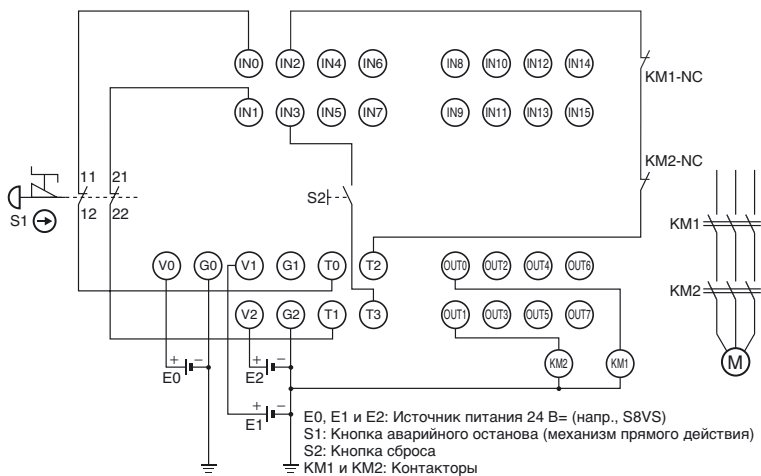 IN0 IN2 IN4 IN6 IN8 IN10 IN12 IN14
KM1-NC
IN1 IN3 IN5 IN7 IN9 IN11 IN13 IN15
KM2-NC
11 21
S2
12 22
S1
KM1
V0 G0 V1 G1 T0 T2 OUT0 OUT2 OUT4 OUT6
KM2
V2 G2 T1 T3 OUT1 OUT3 OUT5 OUT7
+ − + −
E0 E2
KM2 KM1
M
+ −
E1
E0, E1 и E2: Источник питания 24 В= (напр., S8VS)
S1: Кнопка аварийного останова (механизм прямого действия)
S2: Кнопка сброса
KM1 и KM2: Контакторы